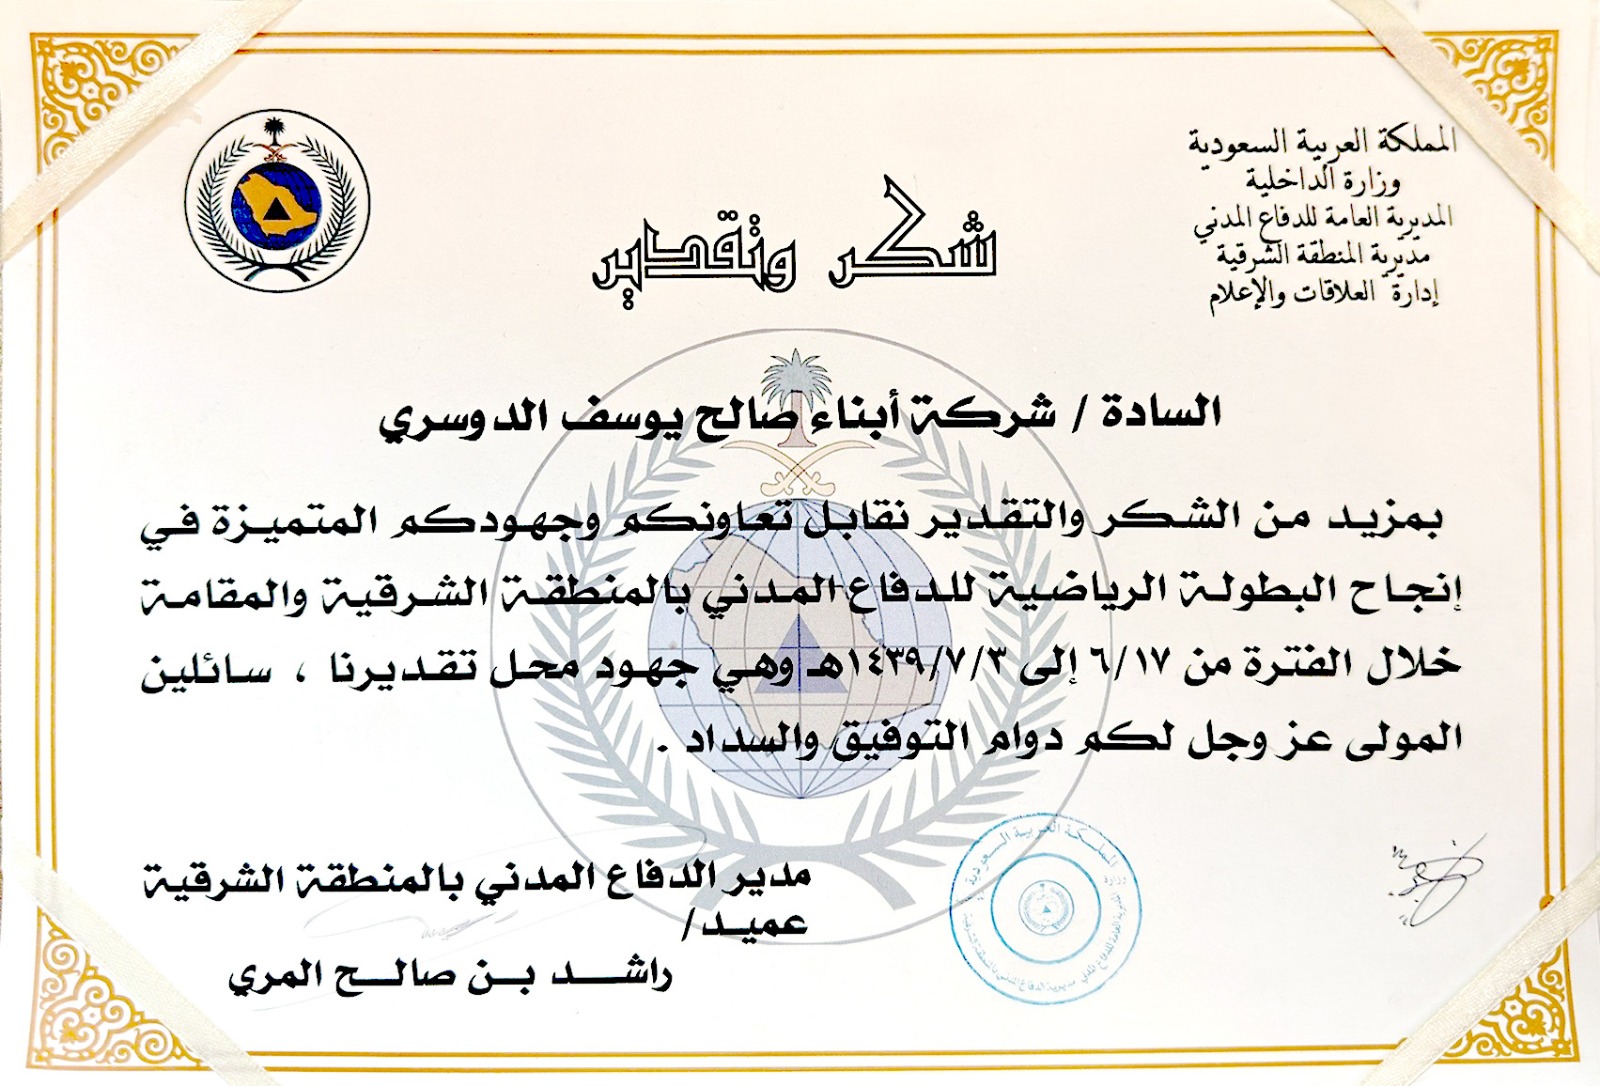 المملكة العربية السعودية
وزارة الداخلية
المديرية العامة للدفاع المدني
مديرية المنطقة الشرقية
إدارة العلاقات والإعلام
شكر وتقدير
السادة / شركة أبناء صالح يوسف الدوسري
بمزيد من الشكر والتقدير نقابل تعاونكم وجهودكم المتميزة في
إنجاح البطولة الرياضية للدفاع المدني بالمنطقة الشرقية والمقامة
خلال الفترة من ٦/١٧ إلى ١٤٣٩/٧/٣هـ وهي جهود محل تقديرنا ، سائلين
المولى عز وجل لكم دوام التوفيق والسداد .
مدير الدفاع المدني بالمنطقة الشرقية
عميد/
راشد بن صالح المري
المملكة العربية السعودية